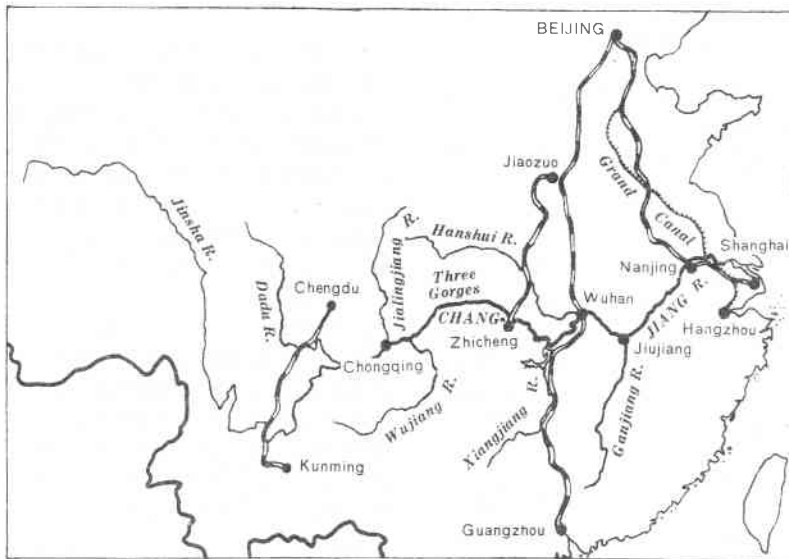 BEIJING
Jiaozuo
Grand
Canal
Jinsha R.
Jialingjiang R.
Hanshui R.
Shanghai
Dadu R.
Chengdu
Three
Gorges
Nanjing
Wuhan
JIANG R.
CHANG
Zhicheng
Hangzhou
Chongqing
Jiujiang
Wujiang R.
Xiangjiang R.
Ganjiang R.
Kunming
Guangzhou